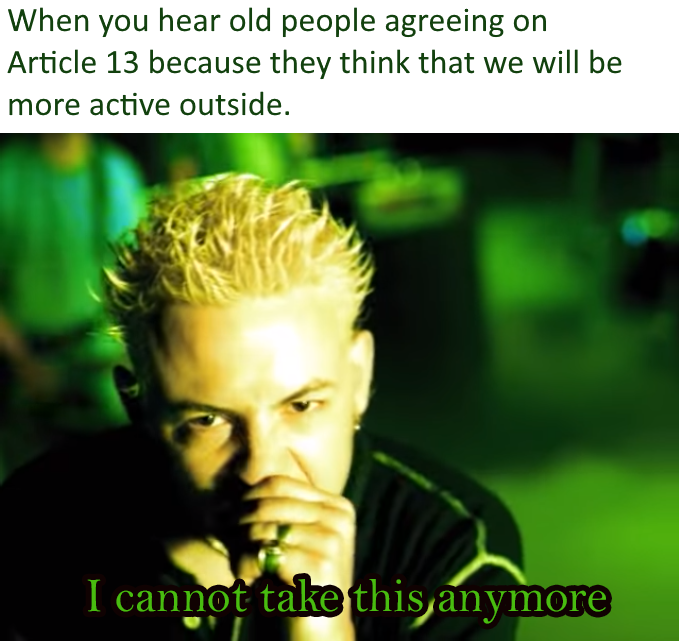 When you hear old people agreeing on
Article 13 because they think that we will be
more active outside.
I cannot take this anymore